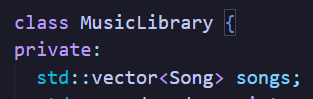 class MusicLibrary {
private:
  std::vector<Song> songs;